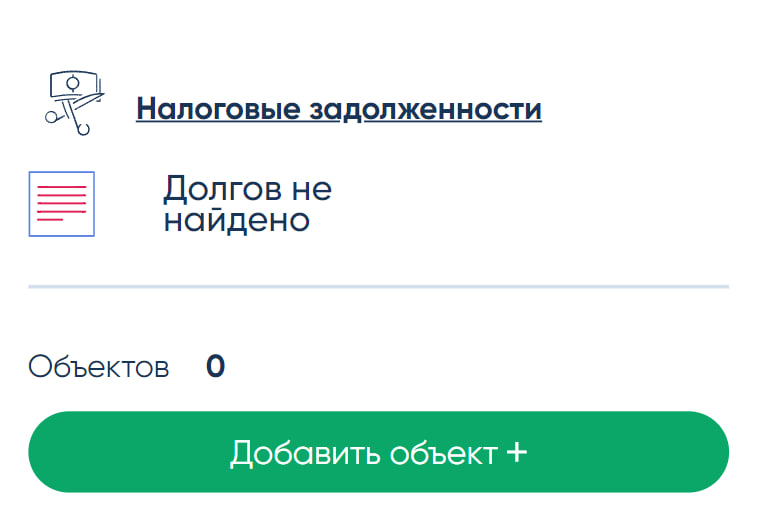 Налоговые задолженности
Долгов не
найдено
Объектов 0
Добавить объект +